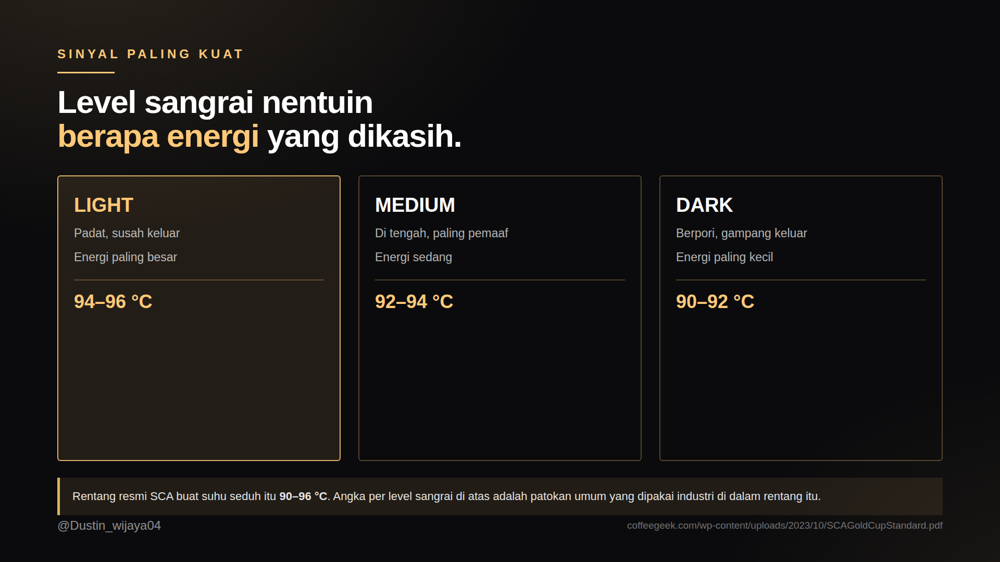 SINYAL PALING KUAT
Level sangrai nentuin
berapa energi yang dikasih.
LIGHT
Padat, susah keluar
Energi paling besar
94–96 °C
MEDIUM
Di tengah, paling pemaaf
Energi sedang
92–94 °C
DARK
Berpori, gampang keluar
Energi paling kecil
90–92 °C
Rentang resmi SCA buat suhu seduh itu 90–96 °C. Angka per level sangrai di atas adalah patokan umum yang dipakai industri di dalam rentang itu.
@Dustin_wijaya04
coffeegeek.com/wp-content/uploads/2023/10/SCAGoldCupStandard.pdf